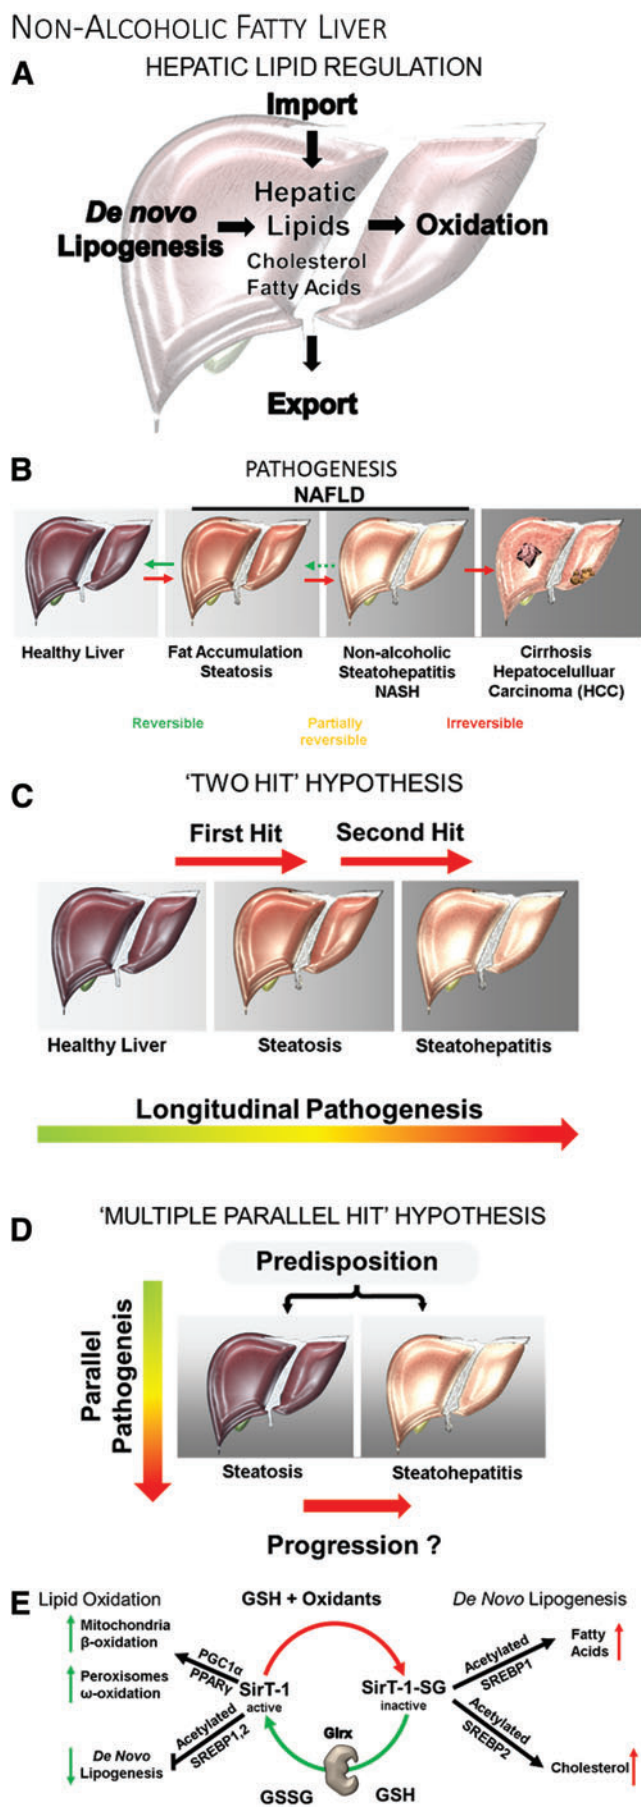 NON-ALCOHOLIC FATTY LIVER
A
HEPATIC LIPID REGULATION
Import
De novo
Lipogenesis
Hepatic
Lipids
Cholesterol
Fatty Acids
Oxidation
Export
B
PATHOGENESIS
NAFLD
Healthy Liver
Fat Accumulation
Steatosis
Non-alcoholic
Steatohepatitis
NASH
Cirrhosis
Hepatocelulluar
Carcinoma (HCC)
Reversible
Partially
reversible
Irreversible
C
'TWO HIT' HYPOTHESIS
First Hit
Second Hit
Healthy Liver
Steatosis
Steatohepatitis
Longitudinal Pathogenesis
D
'MULTIPLE PARALLEL HIT' HYPOTHESIS
Predisposition
Parallel
Pathogeneis
Steatosis
Steatohepatitis
Progression ?
E
Lipid Oxidation
GSH + Oxidants
De Novo Lipogenesis
Mitochondria
β-oxidation
Peroxisomes
ω-oxidation
PGC1α
PPARγ
SirT-1
active
Acetylated
SREBP1,2
De Novo
Lipogenesis
SirT-1-SG
inactive
Acetylated
SREBP1
Fatty
Acids
Acetylated
SREBP2
Cholesterol
Glrx
GSSG
GSH